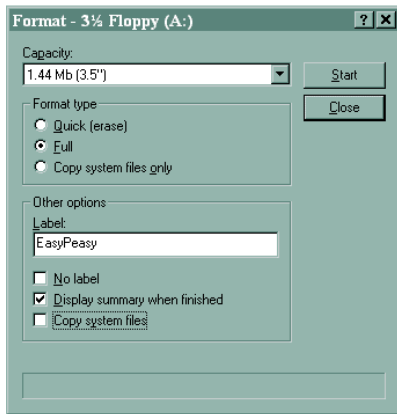 Format - 3½ Floppy (A:)
Capacity:
1.44 Mb (3.5")
Start
Format type
Close
Quick (erase)
Full
Copy system files only
Other options
Label:
EasyPeasy
No label
Display summary when finished
Copy system files